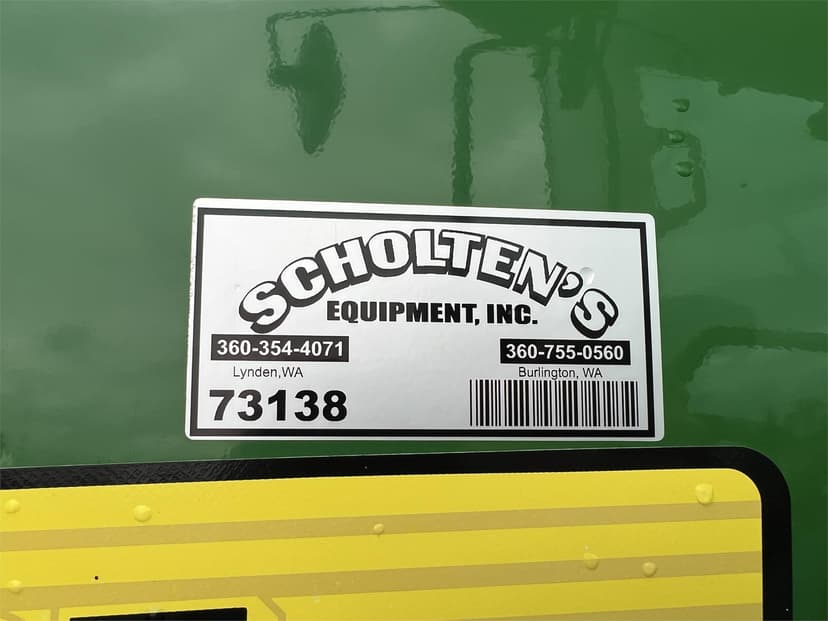 SCHOLTEN'S
EQUIPMENT, INC.
360-354-4071 360-755-0560
Lynden,WA Burlington, WA
73138